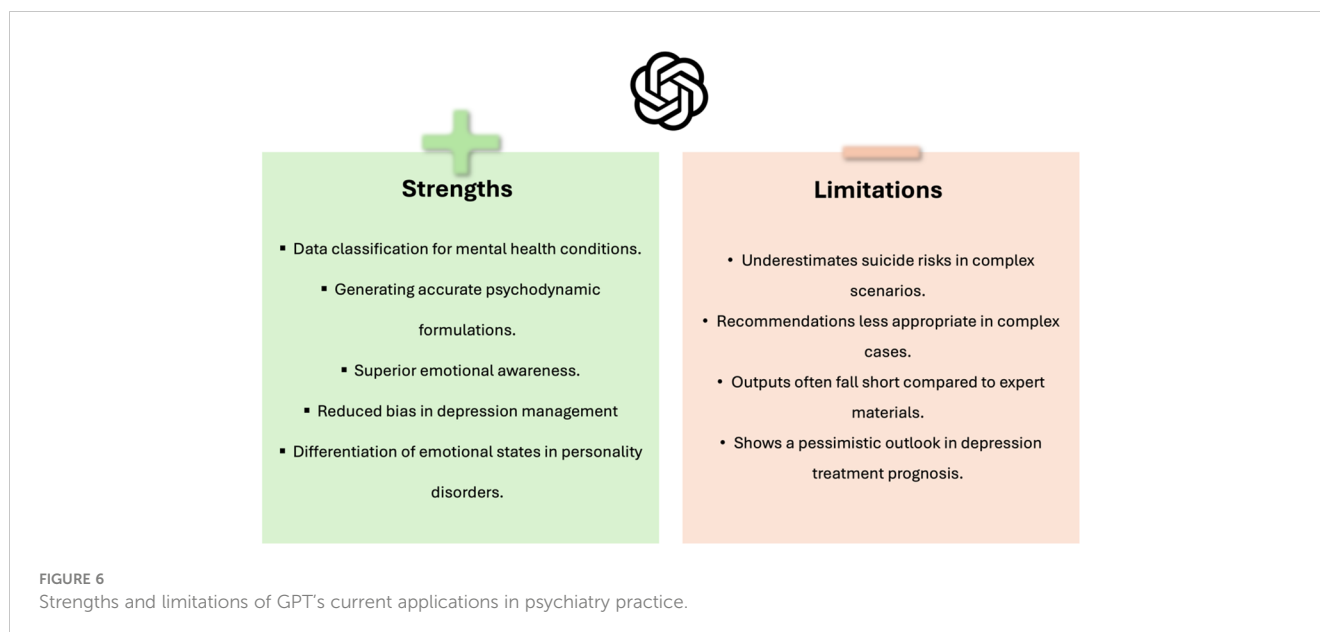 Strengths
▪ Data classification for mental health conditions.
▪ Generating accurate psychodynamic
formulations.
▪ Superior emotional awareness.
▪ Reduced bias in depression management
▪ Differentiation of emotional states in personality
disorders.
Limitations
• Underestimates suicide risks in complex
scenarios.
• Recommendations less appropriate in complex
cases.
• Outputs often fall short compared to expert
materials.
• Shows a pessimistic outlook in depression
treatment prognosis.
FIGURE 6
Strengths and limitations of GPT's current applications in psychiatry practice.